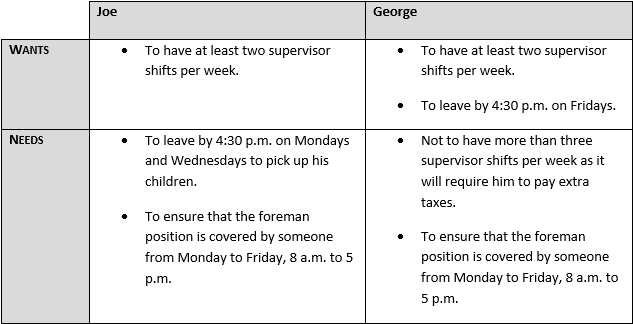 Joe
George
WANTS
• To have at least two supervisor
shifts per week.
• To have at least two supervisor
shifts per week.
• To leave by 4:30 p.m. on Fridays.
NEEDS
• To leave by 4:30 p.m. on Mondays
and Wednesdays to pick up his
children.
• To ensure that the foreman
position is covered by someone
from Monday to Friday, 8 a.m. to 5
p.m.
• Not to have more than three
supervisor shifts per week as it
will require him to pay extra
taxes.
• To ensure that the foreman
position is covered by someone
from Monday to Friday, 8 a.m. to
5 p.m.